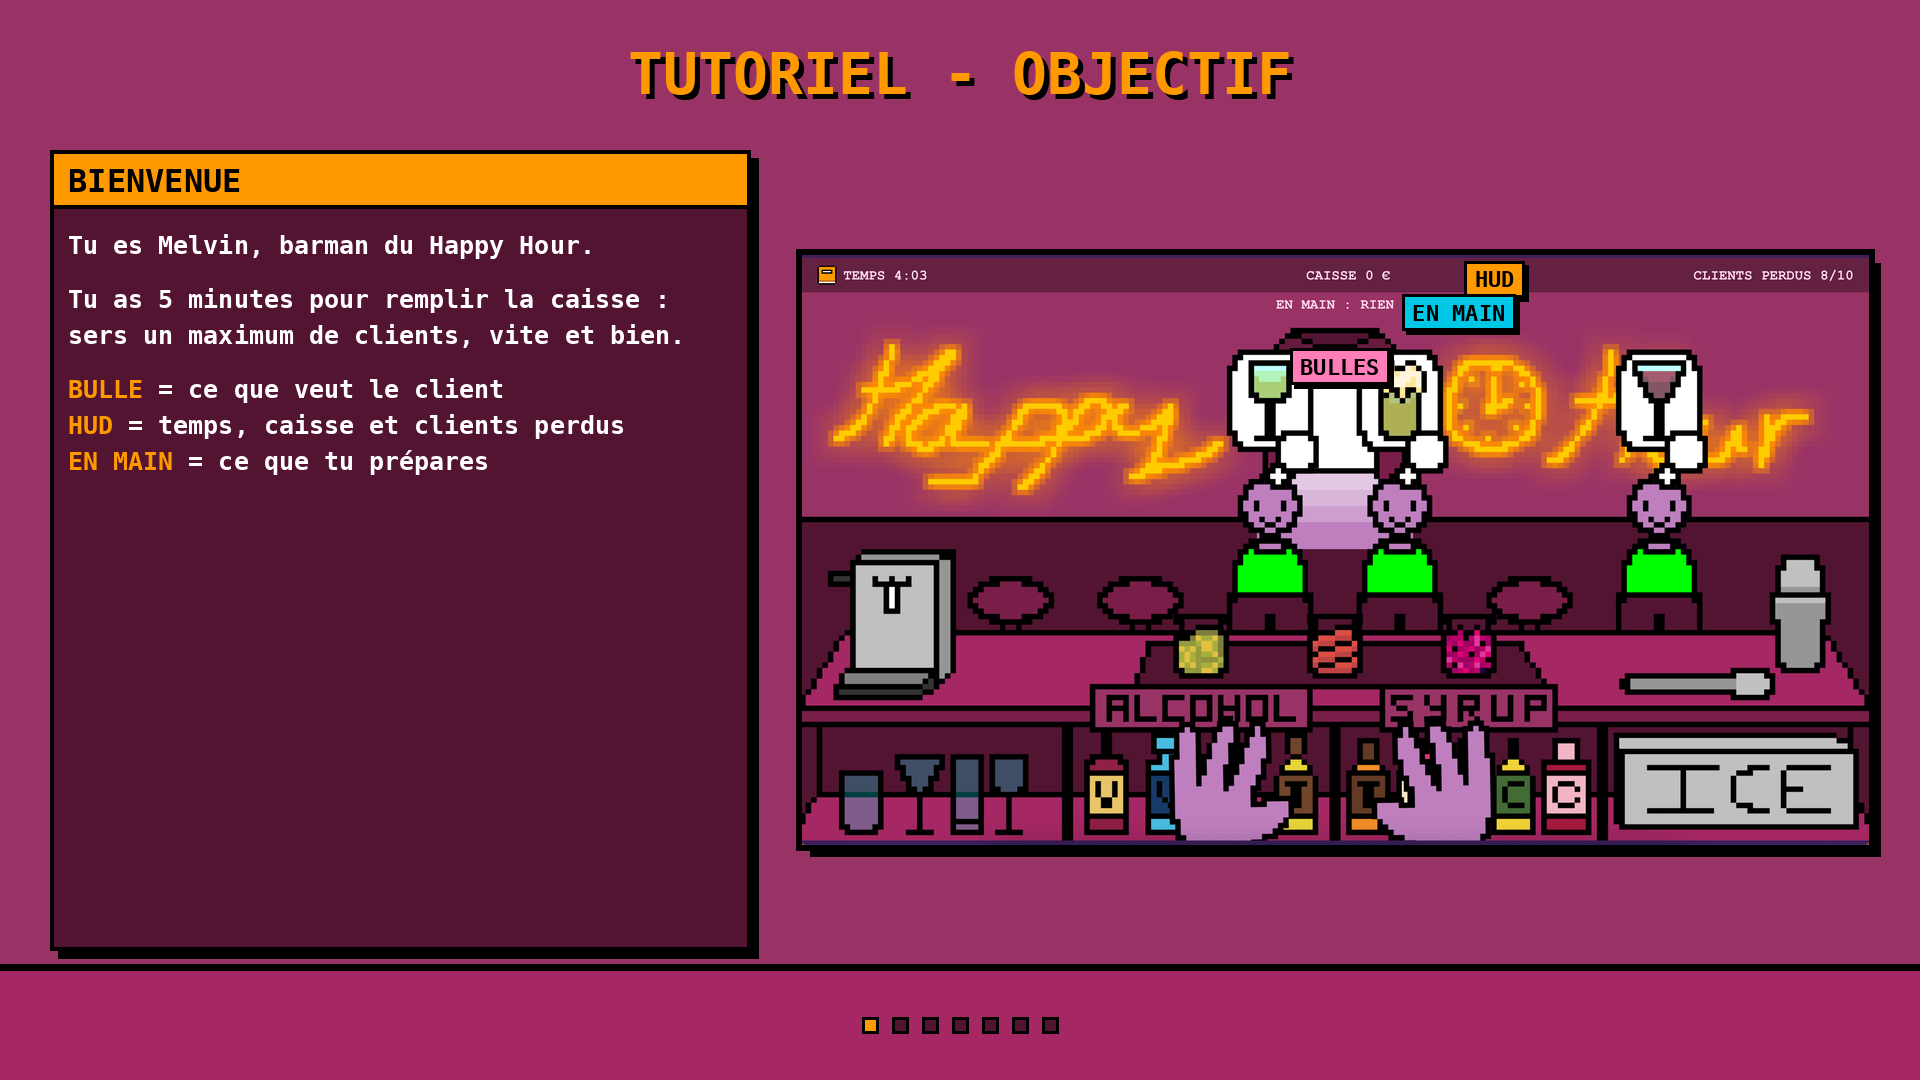 TUTORIEL - OBJECTIF
BIENVENUE
Tu es Melvin, barman du Happy Hour.
Tu as 5 minutes pour remplir la caisse :
sers un maximum de clients, vite et bien.
BULLE = ce que veut le client
HUD = temps, caisse et clients perdus
EN MAIN = ce que tu prépares
TEMPS 4:03
CAISSE 0 €
HUD
CLIENTS PERDUS 8/10
EN MAIN : RIEN
EN MAIN
BULLES
Happy
ALCOHOL
SYRUP
V
T
C
C
ICE